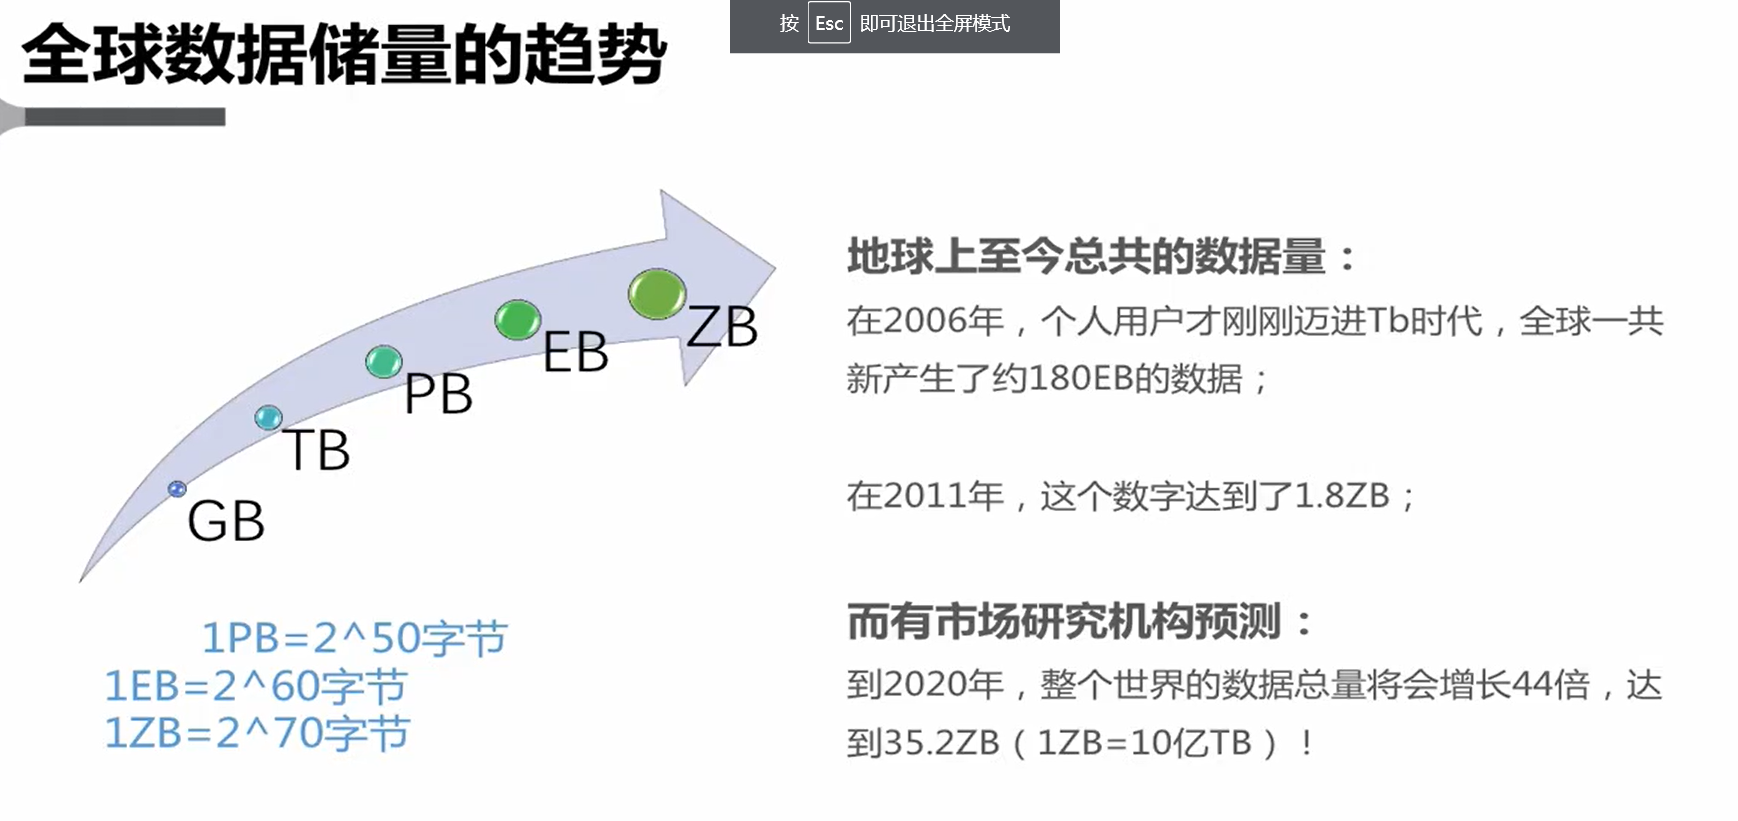 按 Esc 即可退出全屏模式
全球数据储量的趋势
ZB
EB
PB
TB
GB
1PB=2^50字节
1EB=2^60字节
1ZB=2^70字节
地球上至今总共的数据量：
在2006年，个人用户才刚刚迈进Tb时代，全球一共
新产生了约180EB的数据；
在2011年，这个数字达到了1.8ZB；
而有市场研究机构预测：
到2020年，整个世界的数据总量将会增长44倍，达
到35.2ZB（1ZB=10亿TB）！